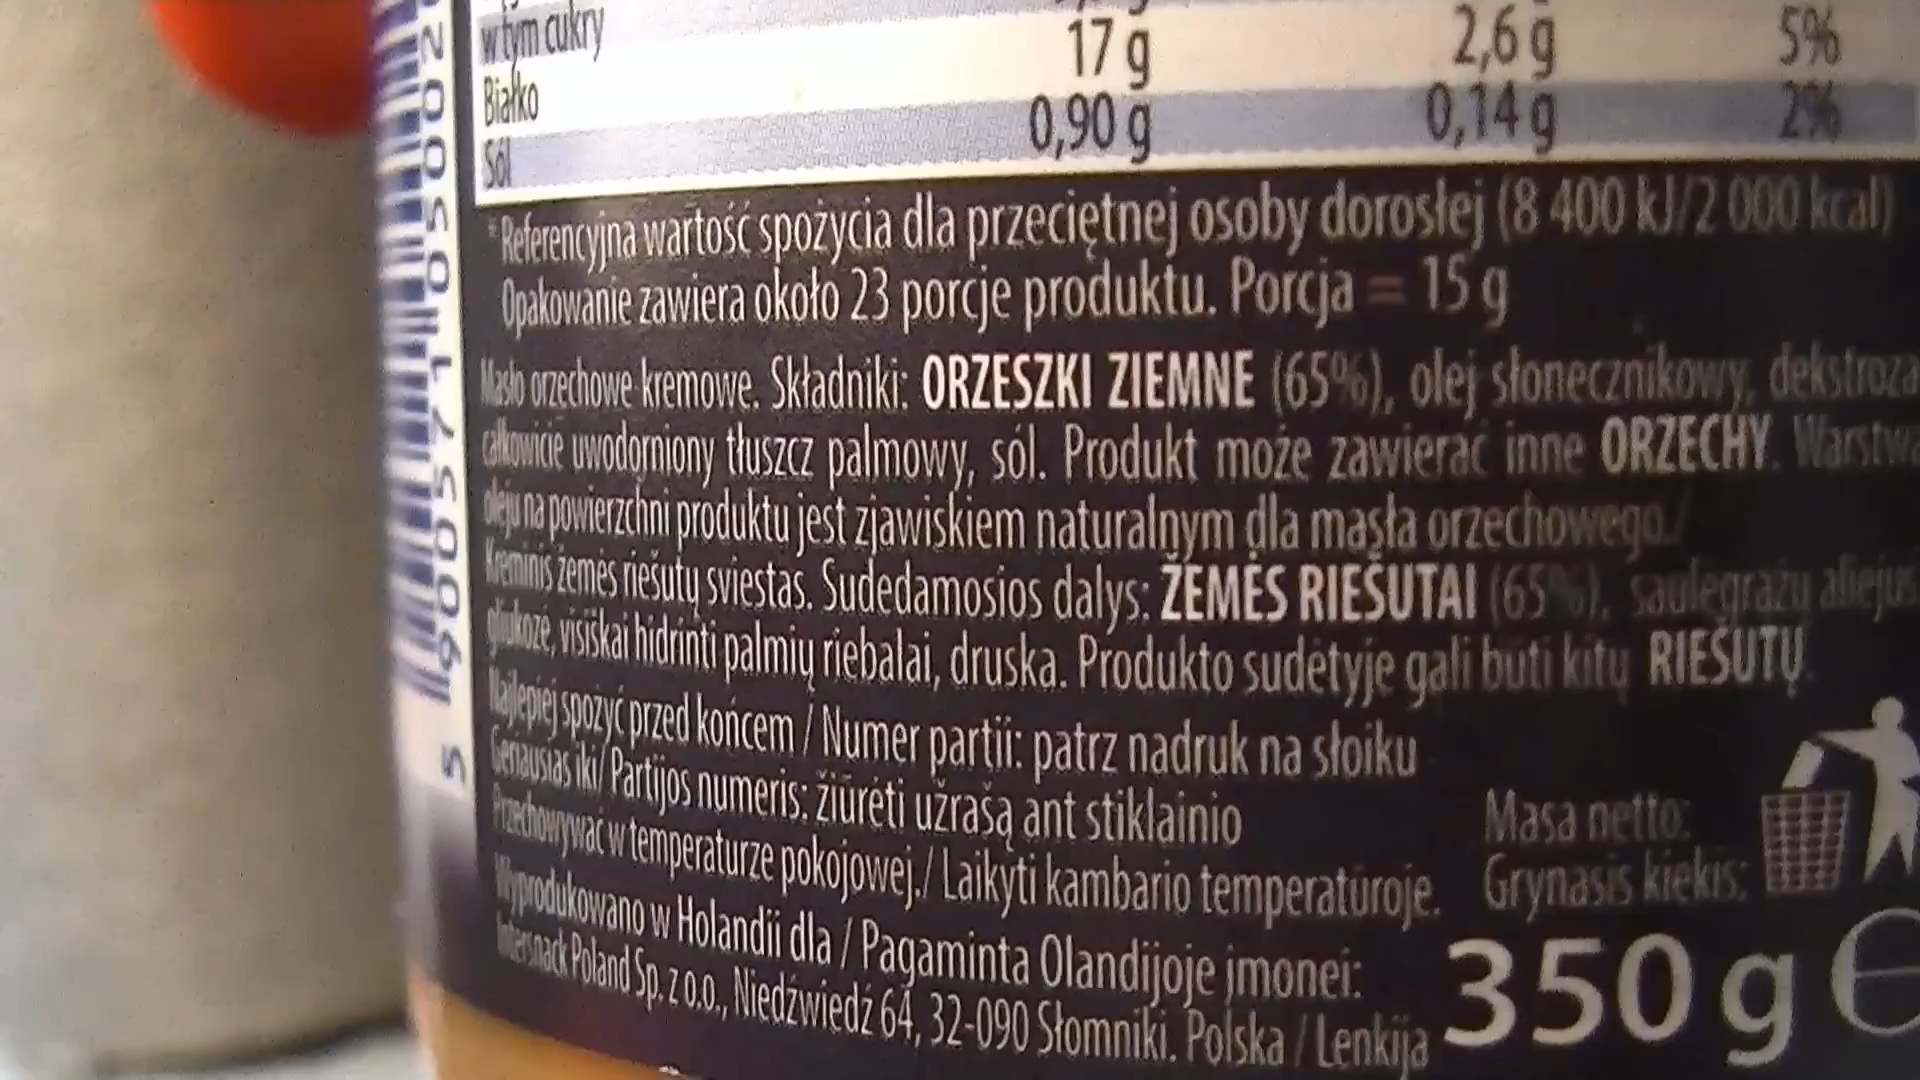 w tym cukry
Białko 17 g 2,6 g 5%
Sól 0,90 g 0,14 g 2%
*Referencyjna wartość spożycia dla przeciętnej osoby dorosłej (8 400 kJ/2 000 kcal)
Opakowanie zawiera około 23 porcje produktu. Porcja = 15 g
Masło orzechowe kremowe. Składniki: ORZESZKI ZIEMNE (65%), olej słonecznikowy, dekstroza
całkowicie uwodorniony tłuszcz palmowy, sól. Produkt może zawierać inne ORZECHY. Warstwa
oleju na powierzchni produktu jest zjawiskiem naturalnym dla masła orzechowego./
Kreminis žemės riešutų sviestas. Sudedamosios dalys: ŽEMĖS RIEŠUTAI (65%), saulėgrąžų aliejus
gliukozė, visiškai hidrinti palmių riebalai, druska. Produkto sudėtyje gali būti kitų RIEŠUTŲ.
Najlepiej spożyć przed końcem / Numer partii: patrz nadruk na słoiku
Geriausias iki/ Partijos numeris: žiūrėti užrašą ant stiklainio
Przechowywać w temperaturze pokojowej./ Laikyti kambario temperatūroje.
Wyprodukowano w Holandii dla / Pagaminta Olandijoje įmonei:
Intersnack Poland Sp. z o.o., Niedźwiedź 64, 32-090 Słomniki. Polska / Lenkija
Masa netto:
Grynasis kiekis:
350 g e